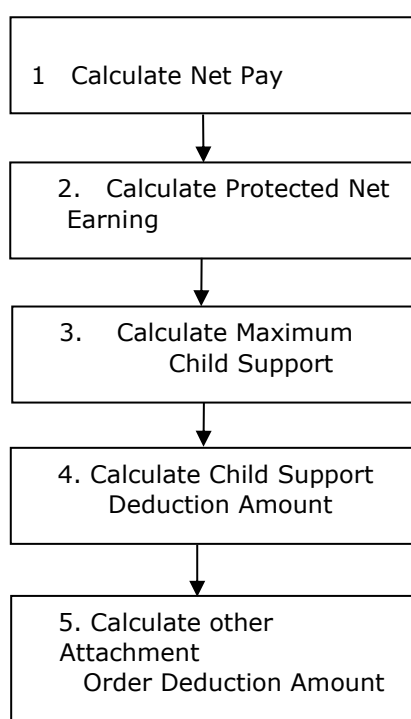 1 Calculate Net Pay
2. Calculate Protected Net
Earning
3. Calculate Maximum
Child Support
4. Calculate Child Support
Deduction Amount
5. Calculate other
Attachment
Order Deduction Amount